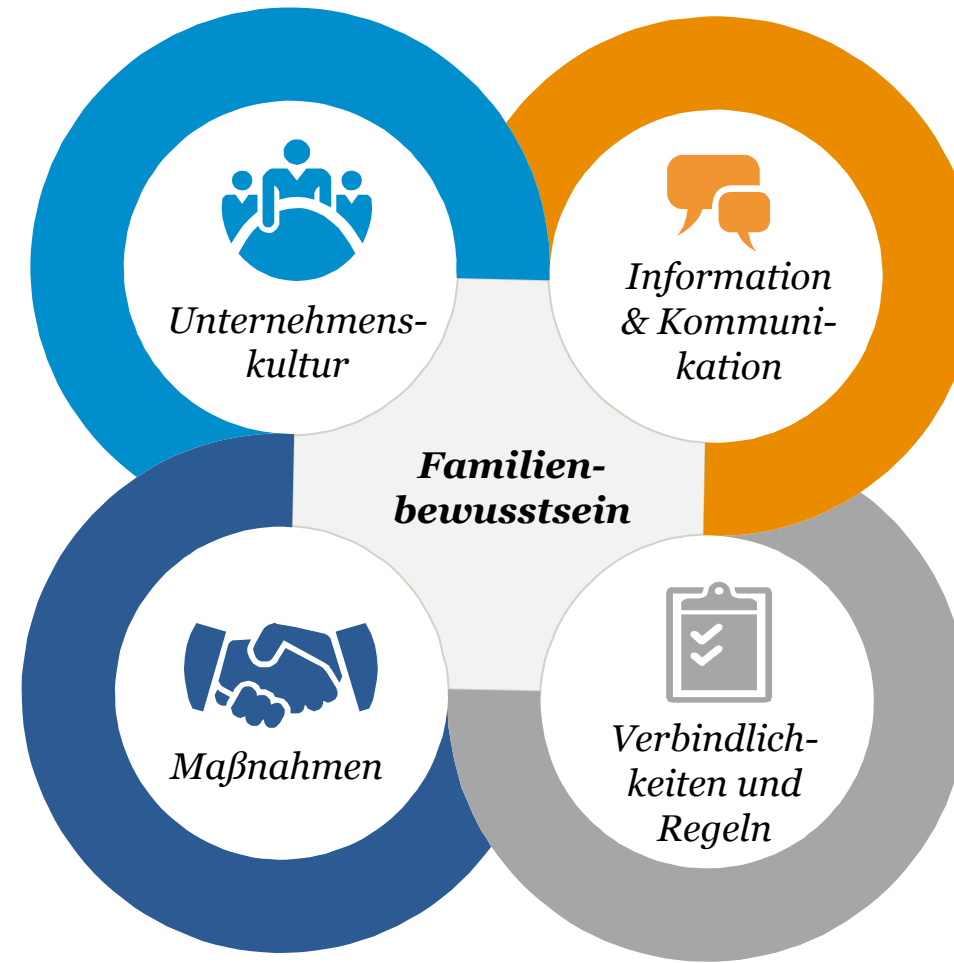 Unternehmens-
kultur
Information
& Kommuni-
kation
Familien-
bewusstsein
Maßnahmen
Verbindlich-
keiten und
Regeln